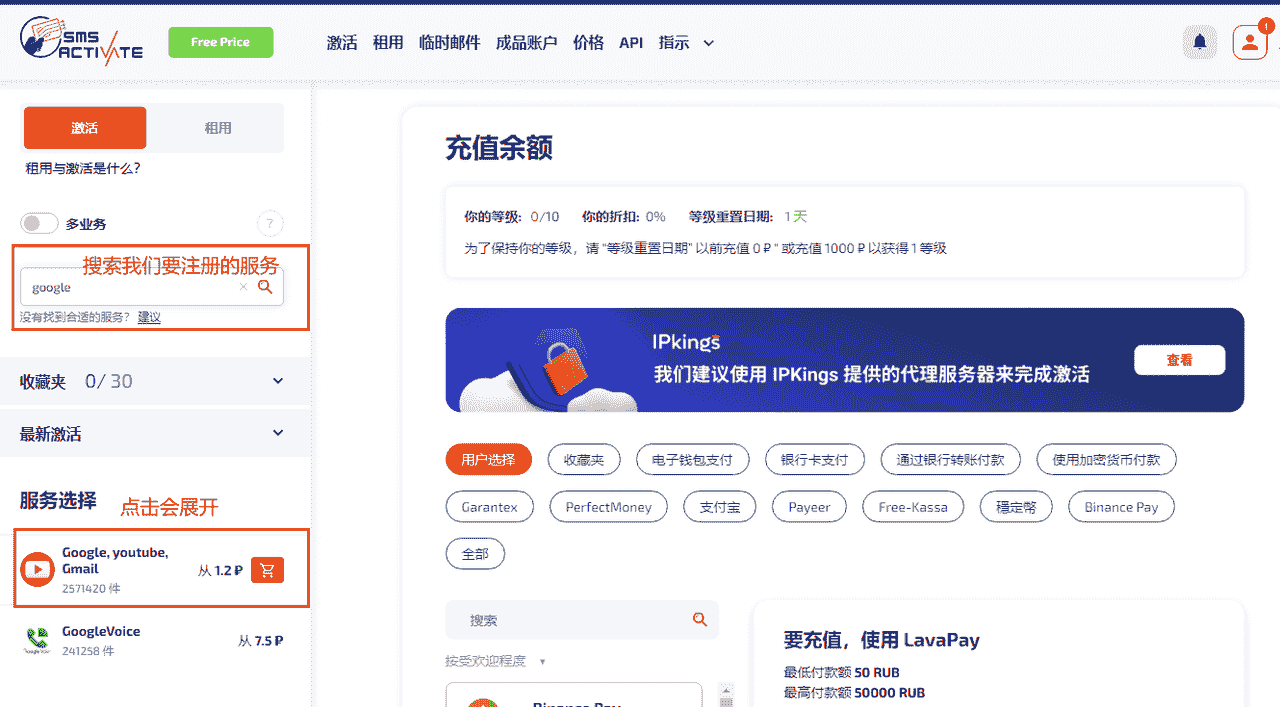 SMS
ACTIVATE
Free Price
激活 租用 临时邮件 成品账户 价格 API 指示
1
激活 租用
租用与激活是什么?
多业务 ?
搜索我们要注册的服务
google ×
没有找到合适的服务? 建议
收藏夹 0/ 30
最新激活
服务选择 点击会展开
Google, youtube,
Gmail
从 1.2 ₽
2571420 件
GoogleVoice
从 7.5 ₽
241258 件
充值余额
你的等级: 0/10 你的折扣: 0% 等级重置日期: 1 天
为了保持你的等级，请 "等级重置日期" 以前充值 0 ₽ " 或充值 1000 ₽ 以获得 1 等级
IPkings
我们建议使用 IPKings 提供的代理服务器来完成激活
查看
用户选择 收藏夹 电子钱包支付 银行卡支付 通过银行转账付款 使用加密货币付款
Garantex PerfectMoney 支付宝 Payeer Free-Kassa 穩定幣 Binance Pay
全部
搜索
按受欢迎程度
Binance Pay
要充值，使用 LavaPay
最低付款额 50 RUB
最高付款额 50000 RUB